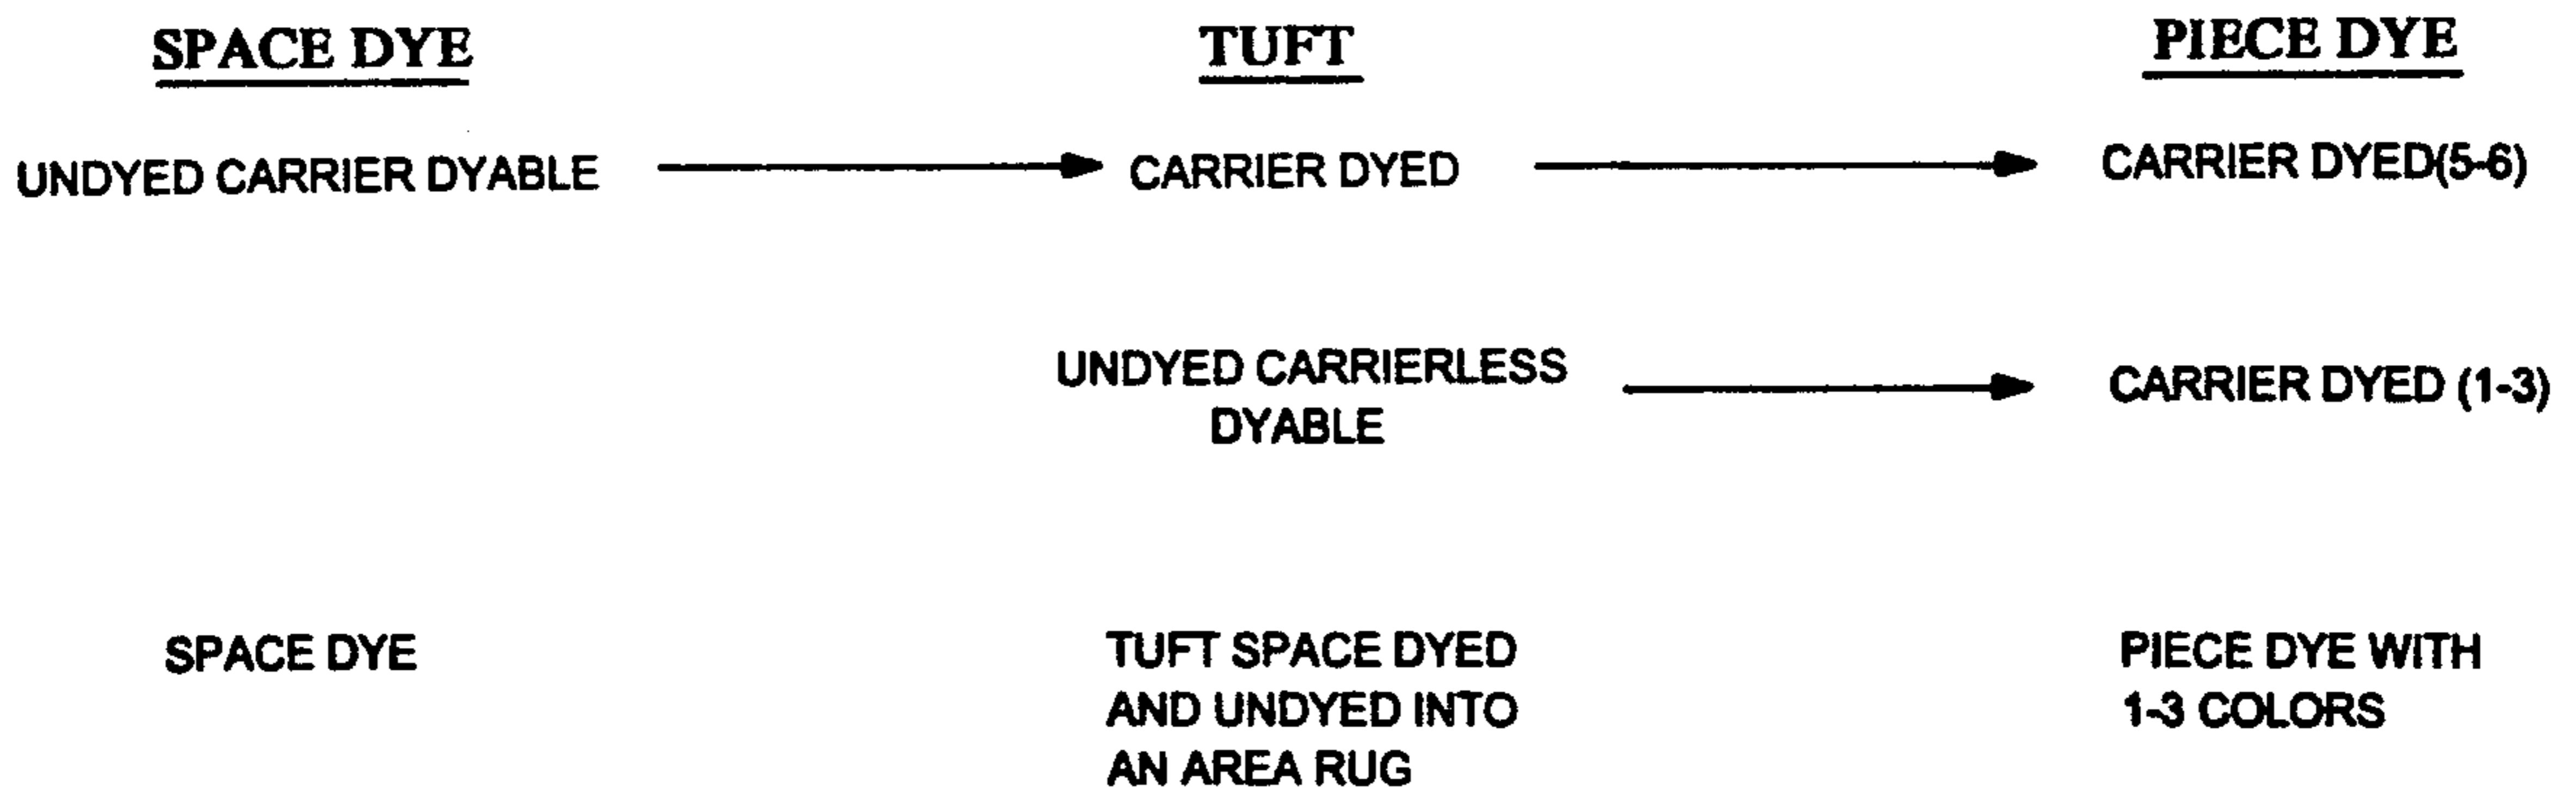 SPACE DYE
TUFT
PIECE DYE
UNDYED CARRIER DYABLE
CARRIER DYED
CARRIER DYED(5-6)
UNDYED CARRIERLESS
DYABLE
CARRIER DYED (1-3)
SPACE DYE
TUFT SPACE DYED
AND UNDYED INTO
AN AREA RUG
PIECE DYE WITH
1-3 COLORS